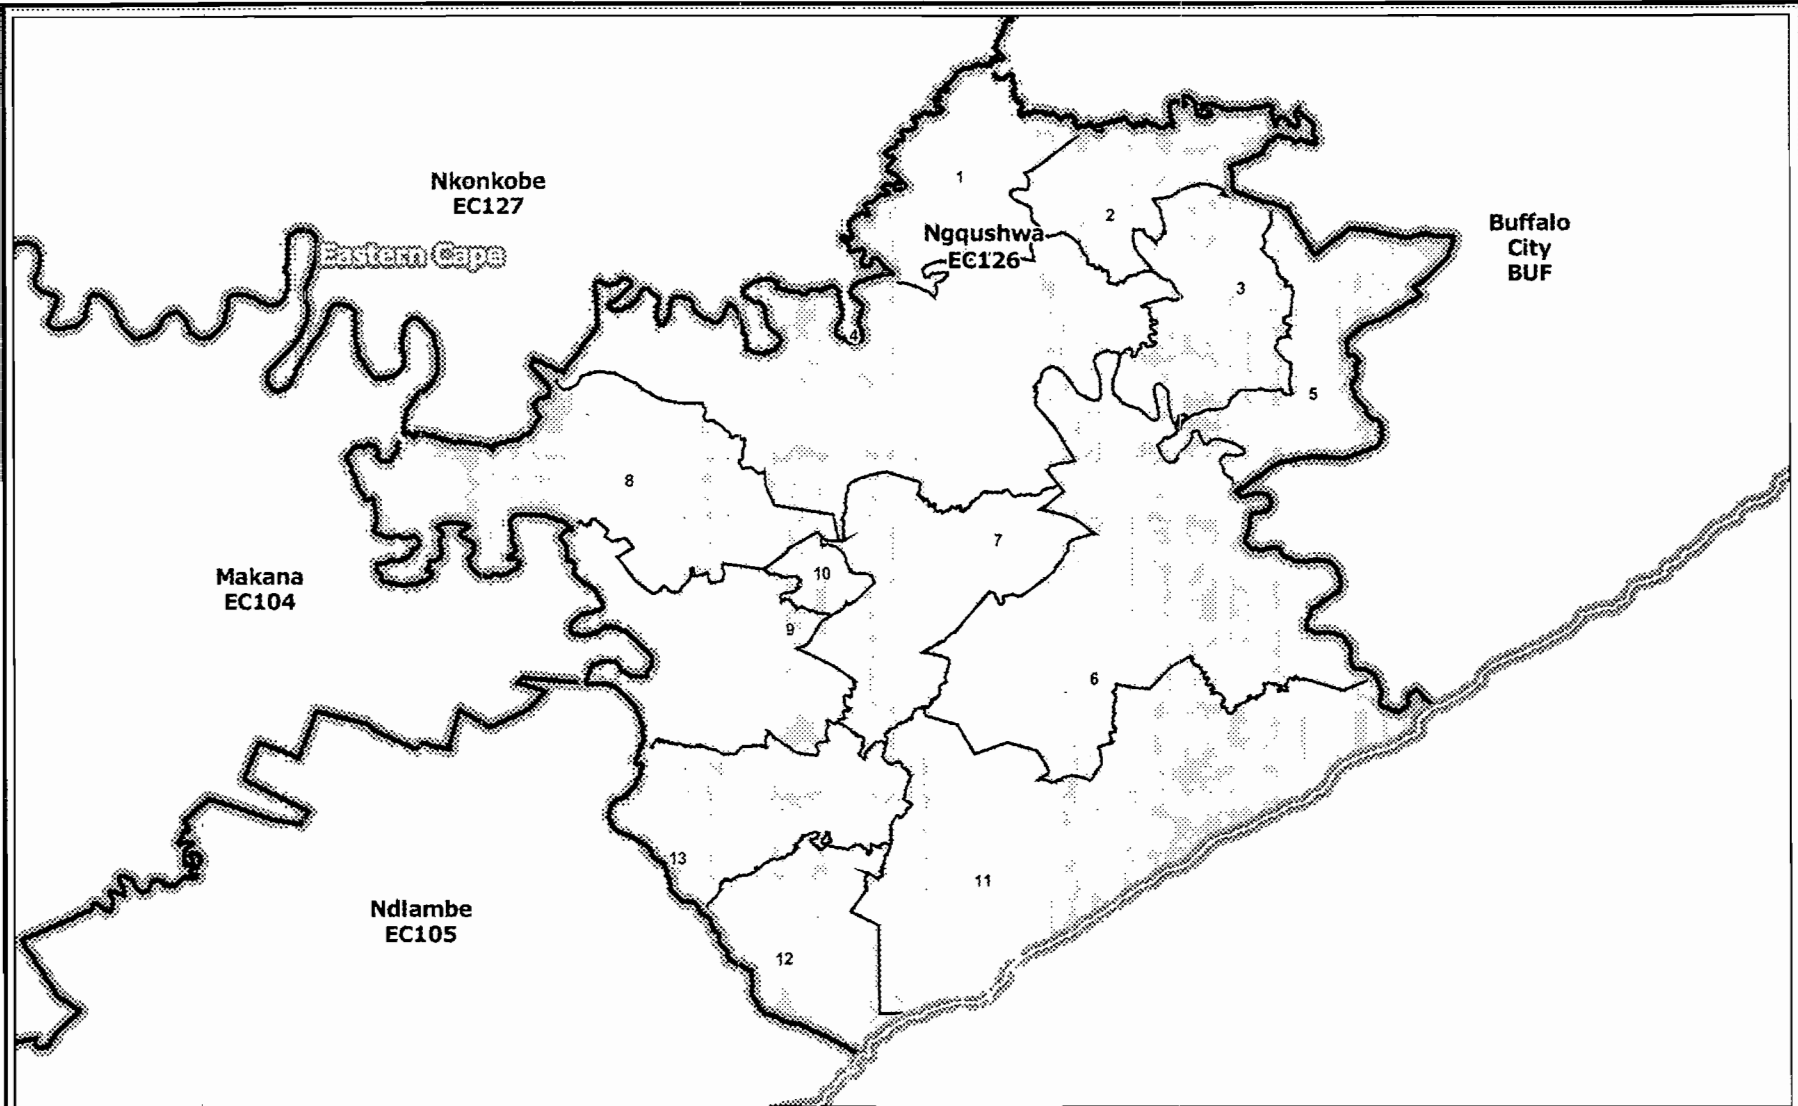 1
Nkonkobe
EC127
2
Buffalo
City
BUF
Ngqushwa
EC126
Eastern Cape
3
4
5
8
7
10
Makana
EC104
9
6
13
11
Ndlambe
EC105
12